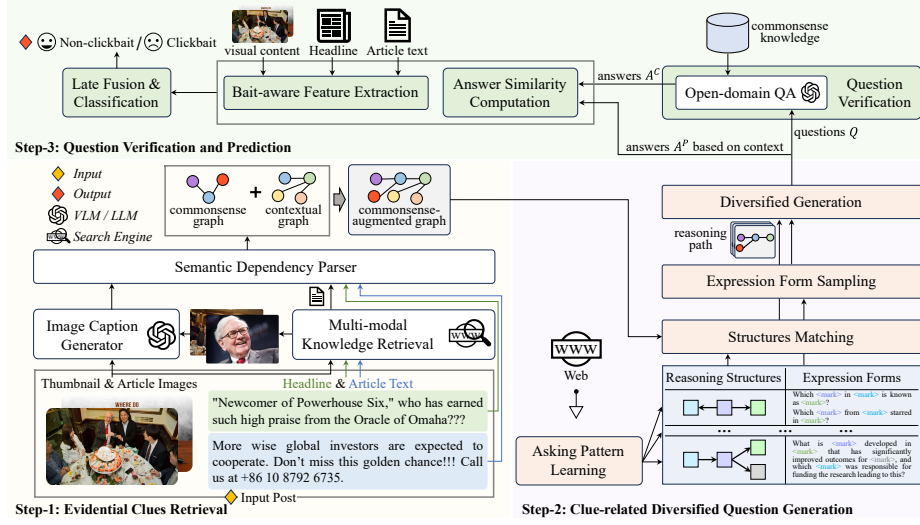 visual content
Headline
Article text
commonsense
knowledge
Non-clickbait/
Clickbait
Late Fusion &
Classification
Bait-aware Feature Extraction
Answer Similarity
Computation
answers A^C
Open-domain QA
Question
Verification
questions Q
answers A^P based on context
Step-3: Question Verification and Prediction
Input
Output
VLM / LLM
WWW
Search Engine
commonsense
graph
+
contextual
graph
commonsense-
augmented graph
Semantic Dependency Parser
Image Caption
Generator
Multi-modal
Knowledge Retrieval
WWW
Thumbnail & Article Images
Headline & Article Text
WHERE DO
"Newcomer of Powerhouse Six," who has earned
such high praise from the Oracle of Omaha???
More wise global investors are expected to
cooperate. Don't miss this golden chance!!! Call
us at +86 10 8792 6735.
Input Post
Step-1: Evidential Clues Retrieval
Diversified Generation
reasoning
path
Expression Form Sampling
Structures Matching
WWW
Web
Asking Pattern
Learning
Reasoning Structures
Expression Forms
Which <mark> in <mark> is known
as <mark>?
Which <mark> from <mark> starred
in <mark>?
...
...
What is <mark> developed in
<mark> that has significantly
improved outcomes for <mark>, and
which <mark> was responsible for
funding the research leading to this?
Step-2: Clue-related Diversified Question Generation